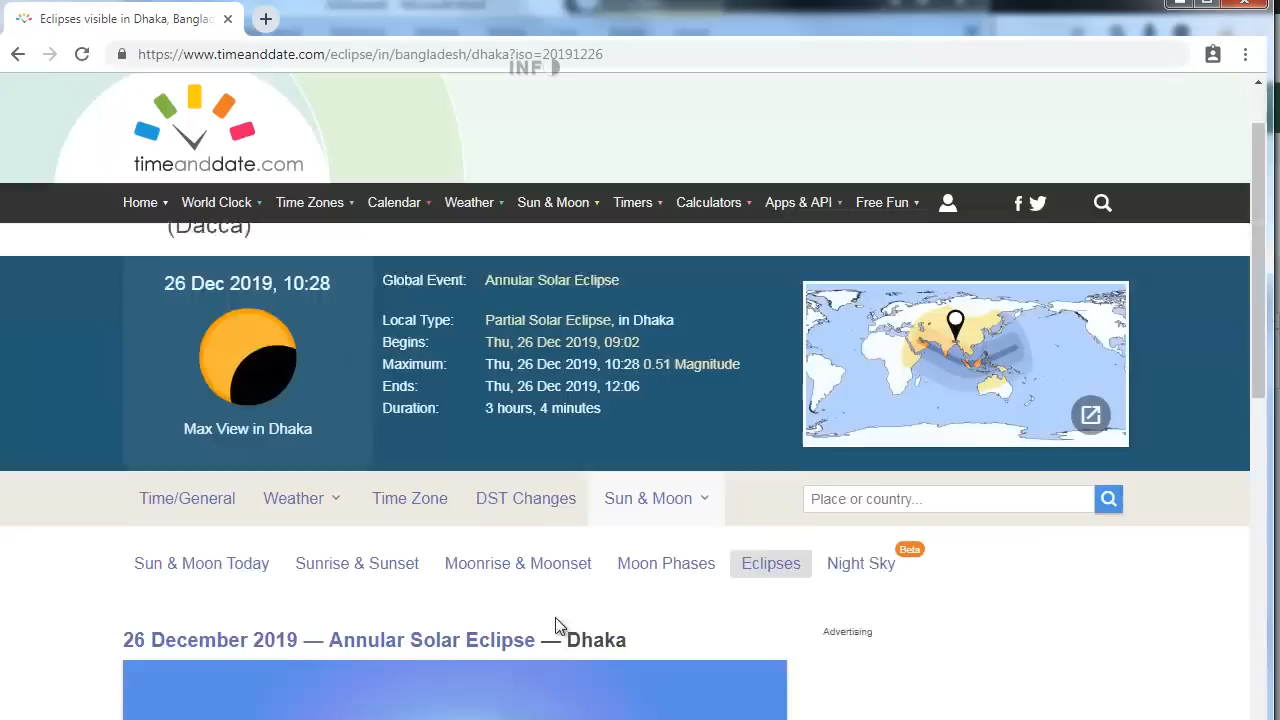 Eclipses visible in Dhaka, Banglad
https://www.timeanddate.com/eclipse/in/bangladesh/dhaka?iso=20191226
INF
timeanddate.com
Home World Clock Time Zones Calendar Weather Sun & Moon Timers Calculators Apps & API Free Fun
(Dacca)
26 Dec 2019, 10:28
Max View in Dhaka
Global Event: Annular Solar Eclipse
Local Type: Partial Solar Eclipse, in Dhaka
Begins: Thu, 26 Dec 2019, 09:02
Maximum: Thu, 26 Dec 2019, 10:28 0.51 Magnitude
Ends: Thu, 26 Dec 2019, 12:06
Duration: 3 hours, 4 minutes
Time/General Weather Time Zone DST Changes Sun & Moon
Place or country...
Sun & Moon Today Sunrise & Sunset Moonrise & Moonset Moon Phases Eclipses Night Sky Beta
26 December 2019 — Annular Solar Eclipse — Dhaka
Advertising